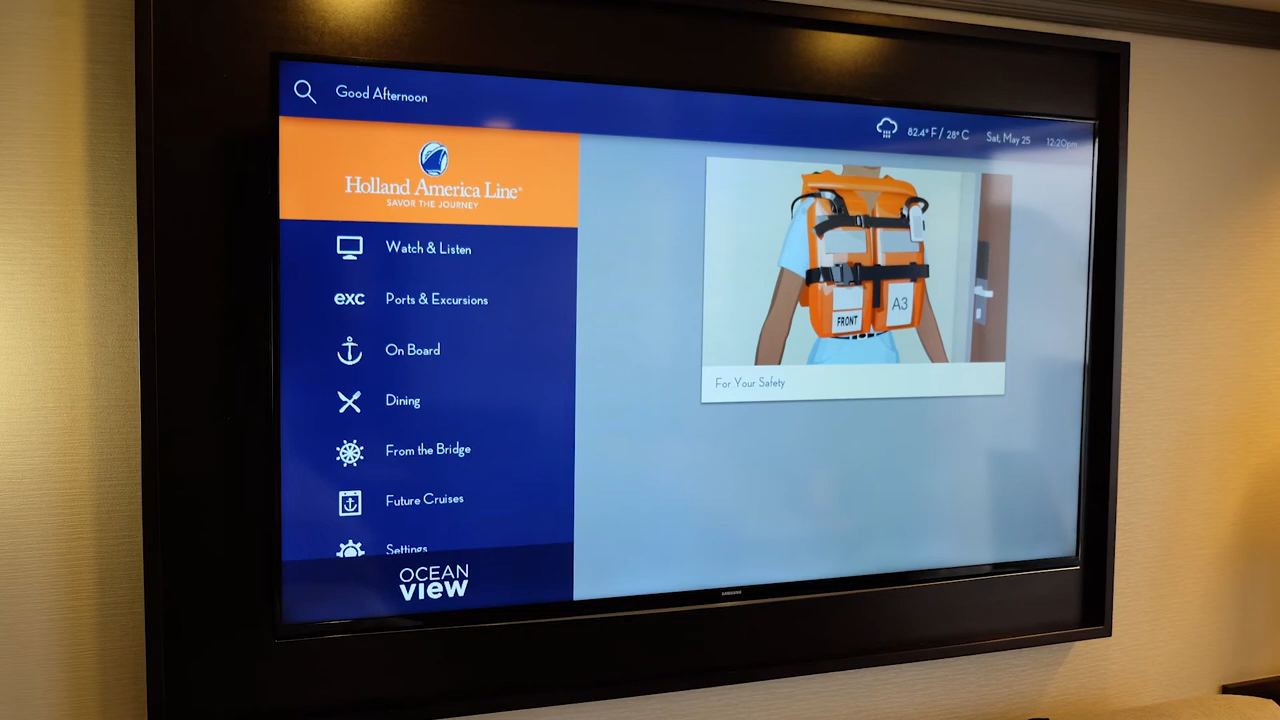 Good Afternoon
82.4° F / 28° C
Sat, May 25
12:20pm
Holland America Line®
SAVOR THE JOURNEY
Watch & Listen
exc Ports & Excursions
On Board
Dining
From the Bridge
Future Cruises
Settings
OCEAN
view
FRONT
A3
For Your Safety
SAMSUNG